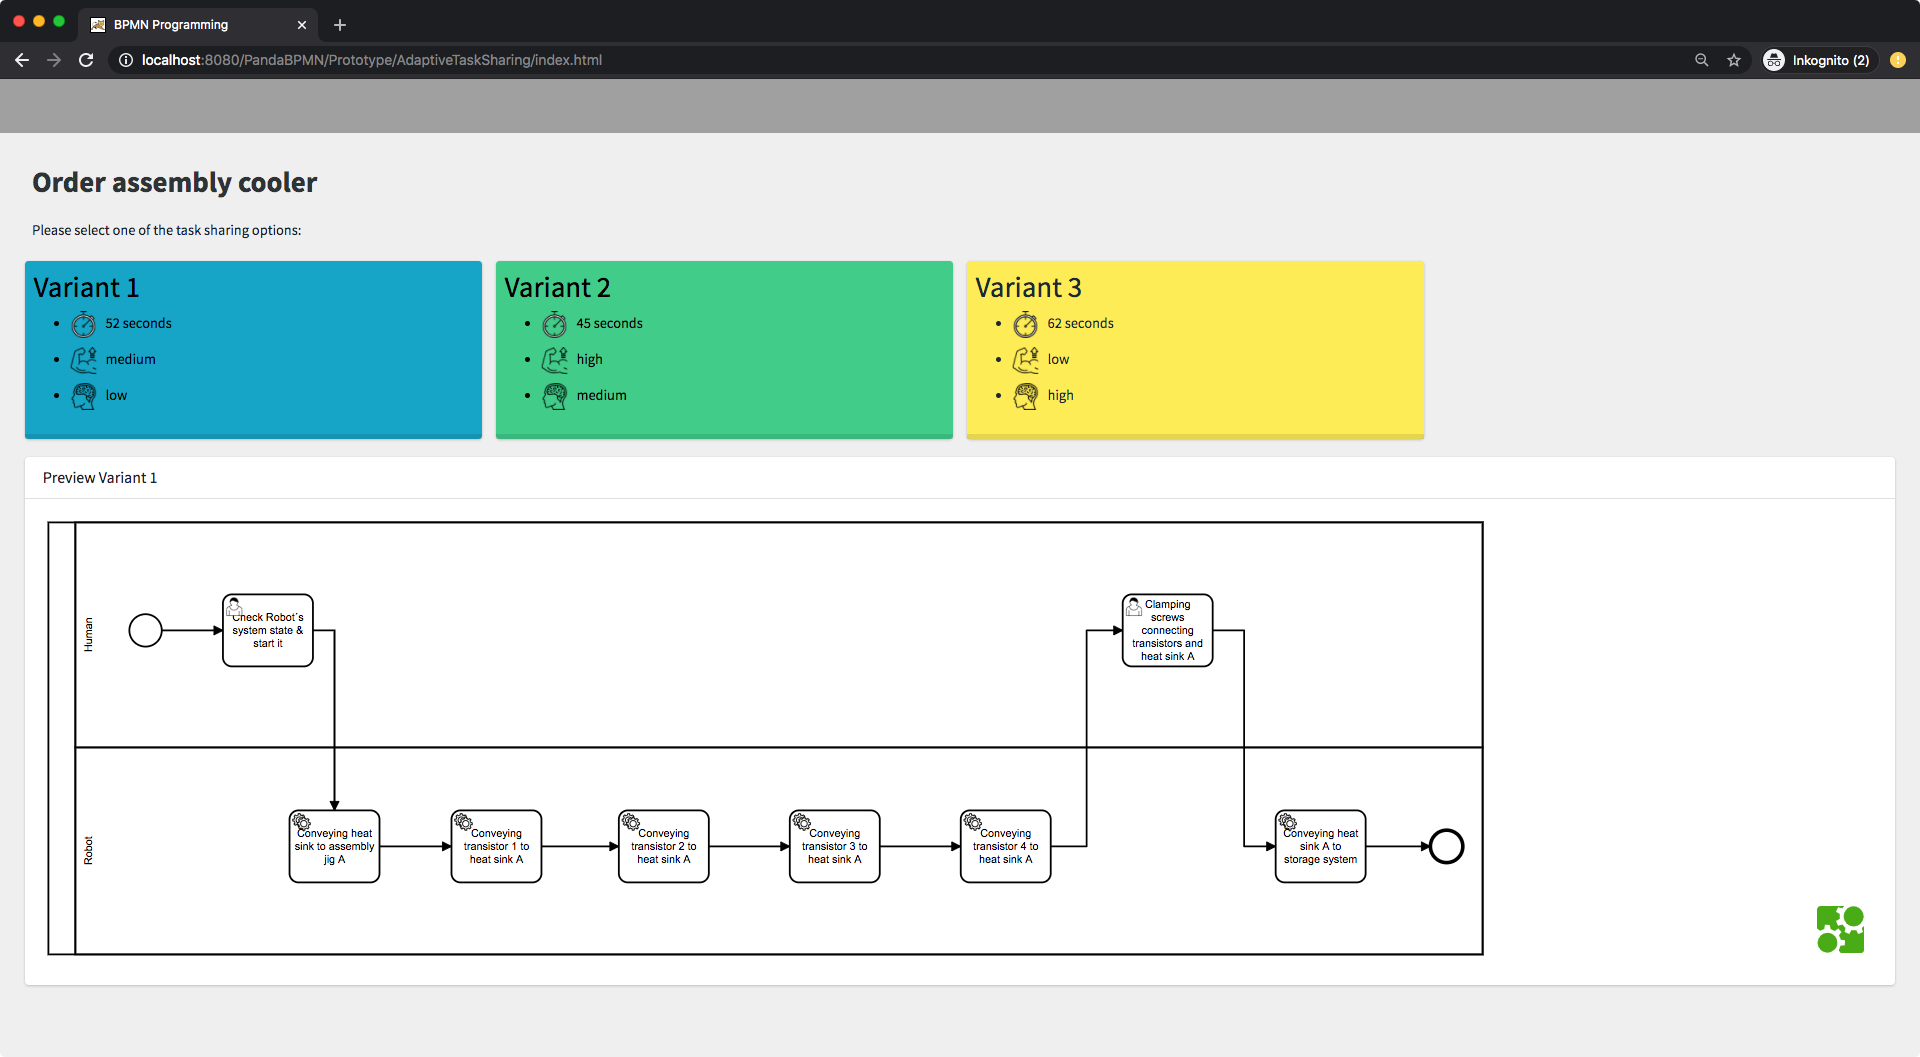 BPMN Programming
localhost:8080/PandaBPMN/Prototype/AdaptiveTaskSharing/index.html
Inkognito (2)
Order assembly cooler
Please select one of the task sharing options:
Variant 1
52 seconds
medium
low
Variant 2
45 seconds
high
medium
Variant 3
62 seconds
low
high
Preview Variant 1
Human
Check Robot´s
system state &
start it
Clamping
screws
connecting
transistors and
heat sink A
Robot
Conveying heat
sink to assembly
jig A
Conveying
transistor 1 to
heat sink A
Conveying
transistor 2 to
heat sink A
Conveying
transistor 3 to
heat sink A
Conveying
transistor 4 to
heat sink A
Conveying heat
sink A to
storage system